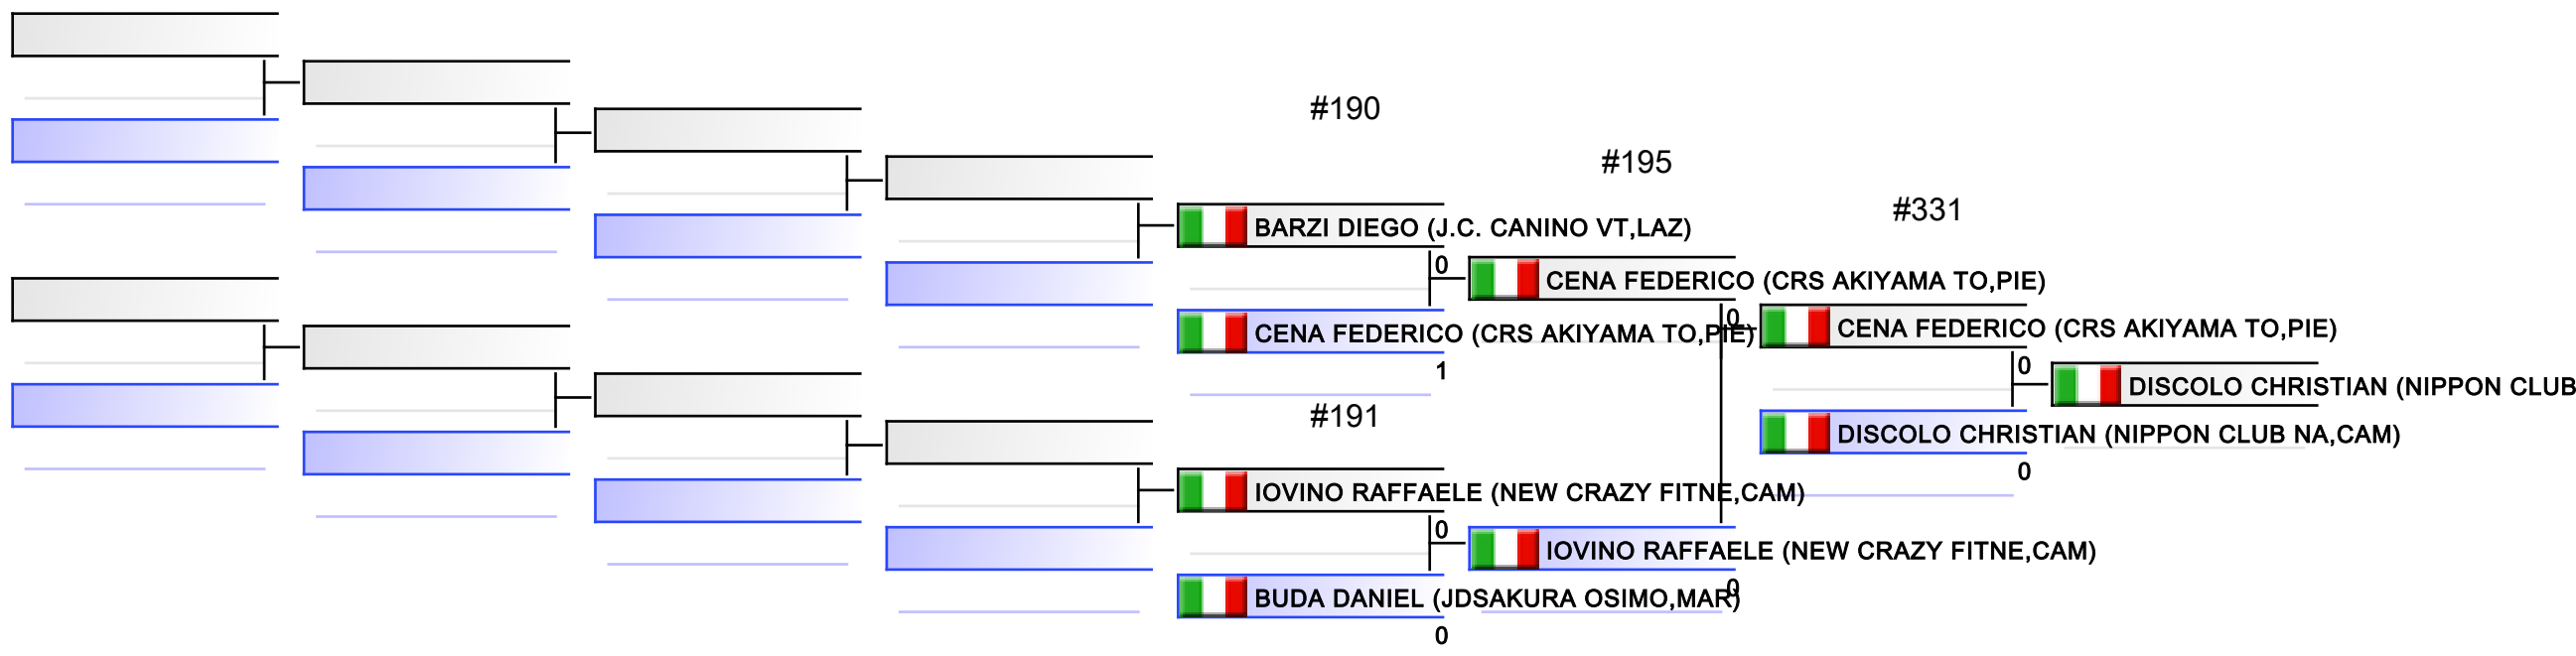 #190
#195
#331
BARZI DIEGO (J.C. CANINO VT,LAZ)
0
CENA FEDERICO (CRS AKIYAMA TO,PIE)
CENA FEDERICO (CRS AKIYAMA TO,PIE)
1
0
CENA FEDERICO (CRS AKIYAMA TO,PIE)
0
DISCOLO CHRISTIAN (NIPPON CLUB
DISCOLO CHRISTIAN (NIPPON CLUB NA,CAM)
0
#191
IOVINO RAFFAELE (NEW CRAZY FITNE,CAM)
0
IOVINO RAFFAELE (NEW CRAZY FITNE,CAM)
0
BUDA DANIEL (JDSAKURA OSIMO,MAR)
0